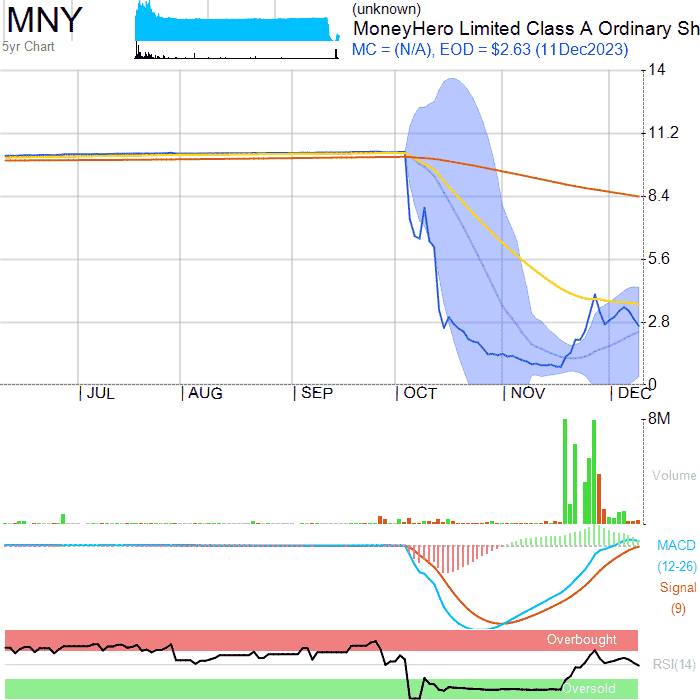 MNY
5yr Chart
(unknown)
MoneyHero Limited Class A Ordinary Sh
MC = (N/A), EOD = $2.63 (11Dec2023)
14
11.2
8.4
5.6
2.8
0
JUL AUG SEP OCT NOV DEC
8M
Volume
MACD
(12-26)
Signal
(9)
Overbought
RSI(14)
Oversold